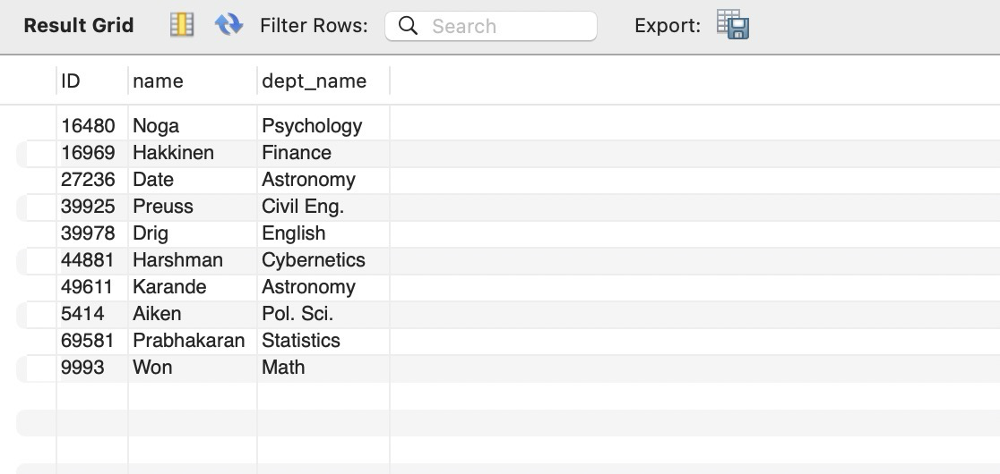 Result Grid Filter Rows: Search Export:
ID name dept_name
16480 Noga Psychology
16969 Hakkinen Finance
27236 Date Astronomy
39925 Preuss Civil Eng.
39978 Drig English
44881 Harshman Cybernetics
49611 Karande Astronomy
5414 Aiken Pol. Sci.
69581 Prabhakaran Statistics
9993 Won Math